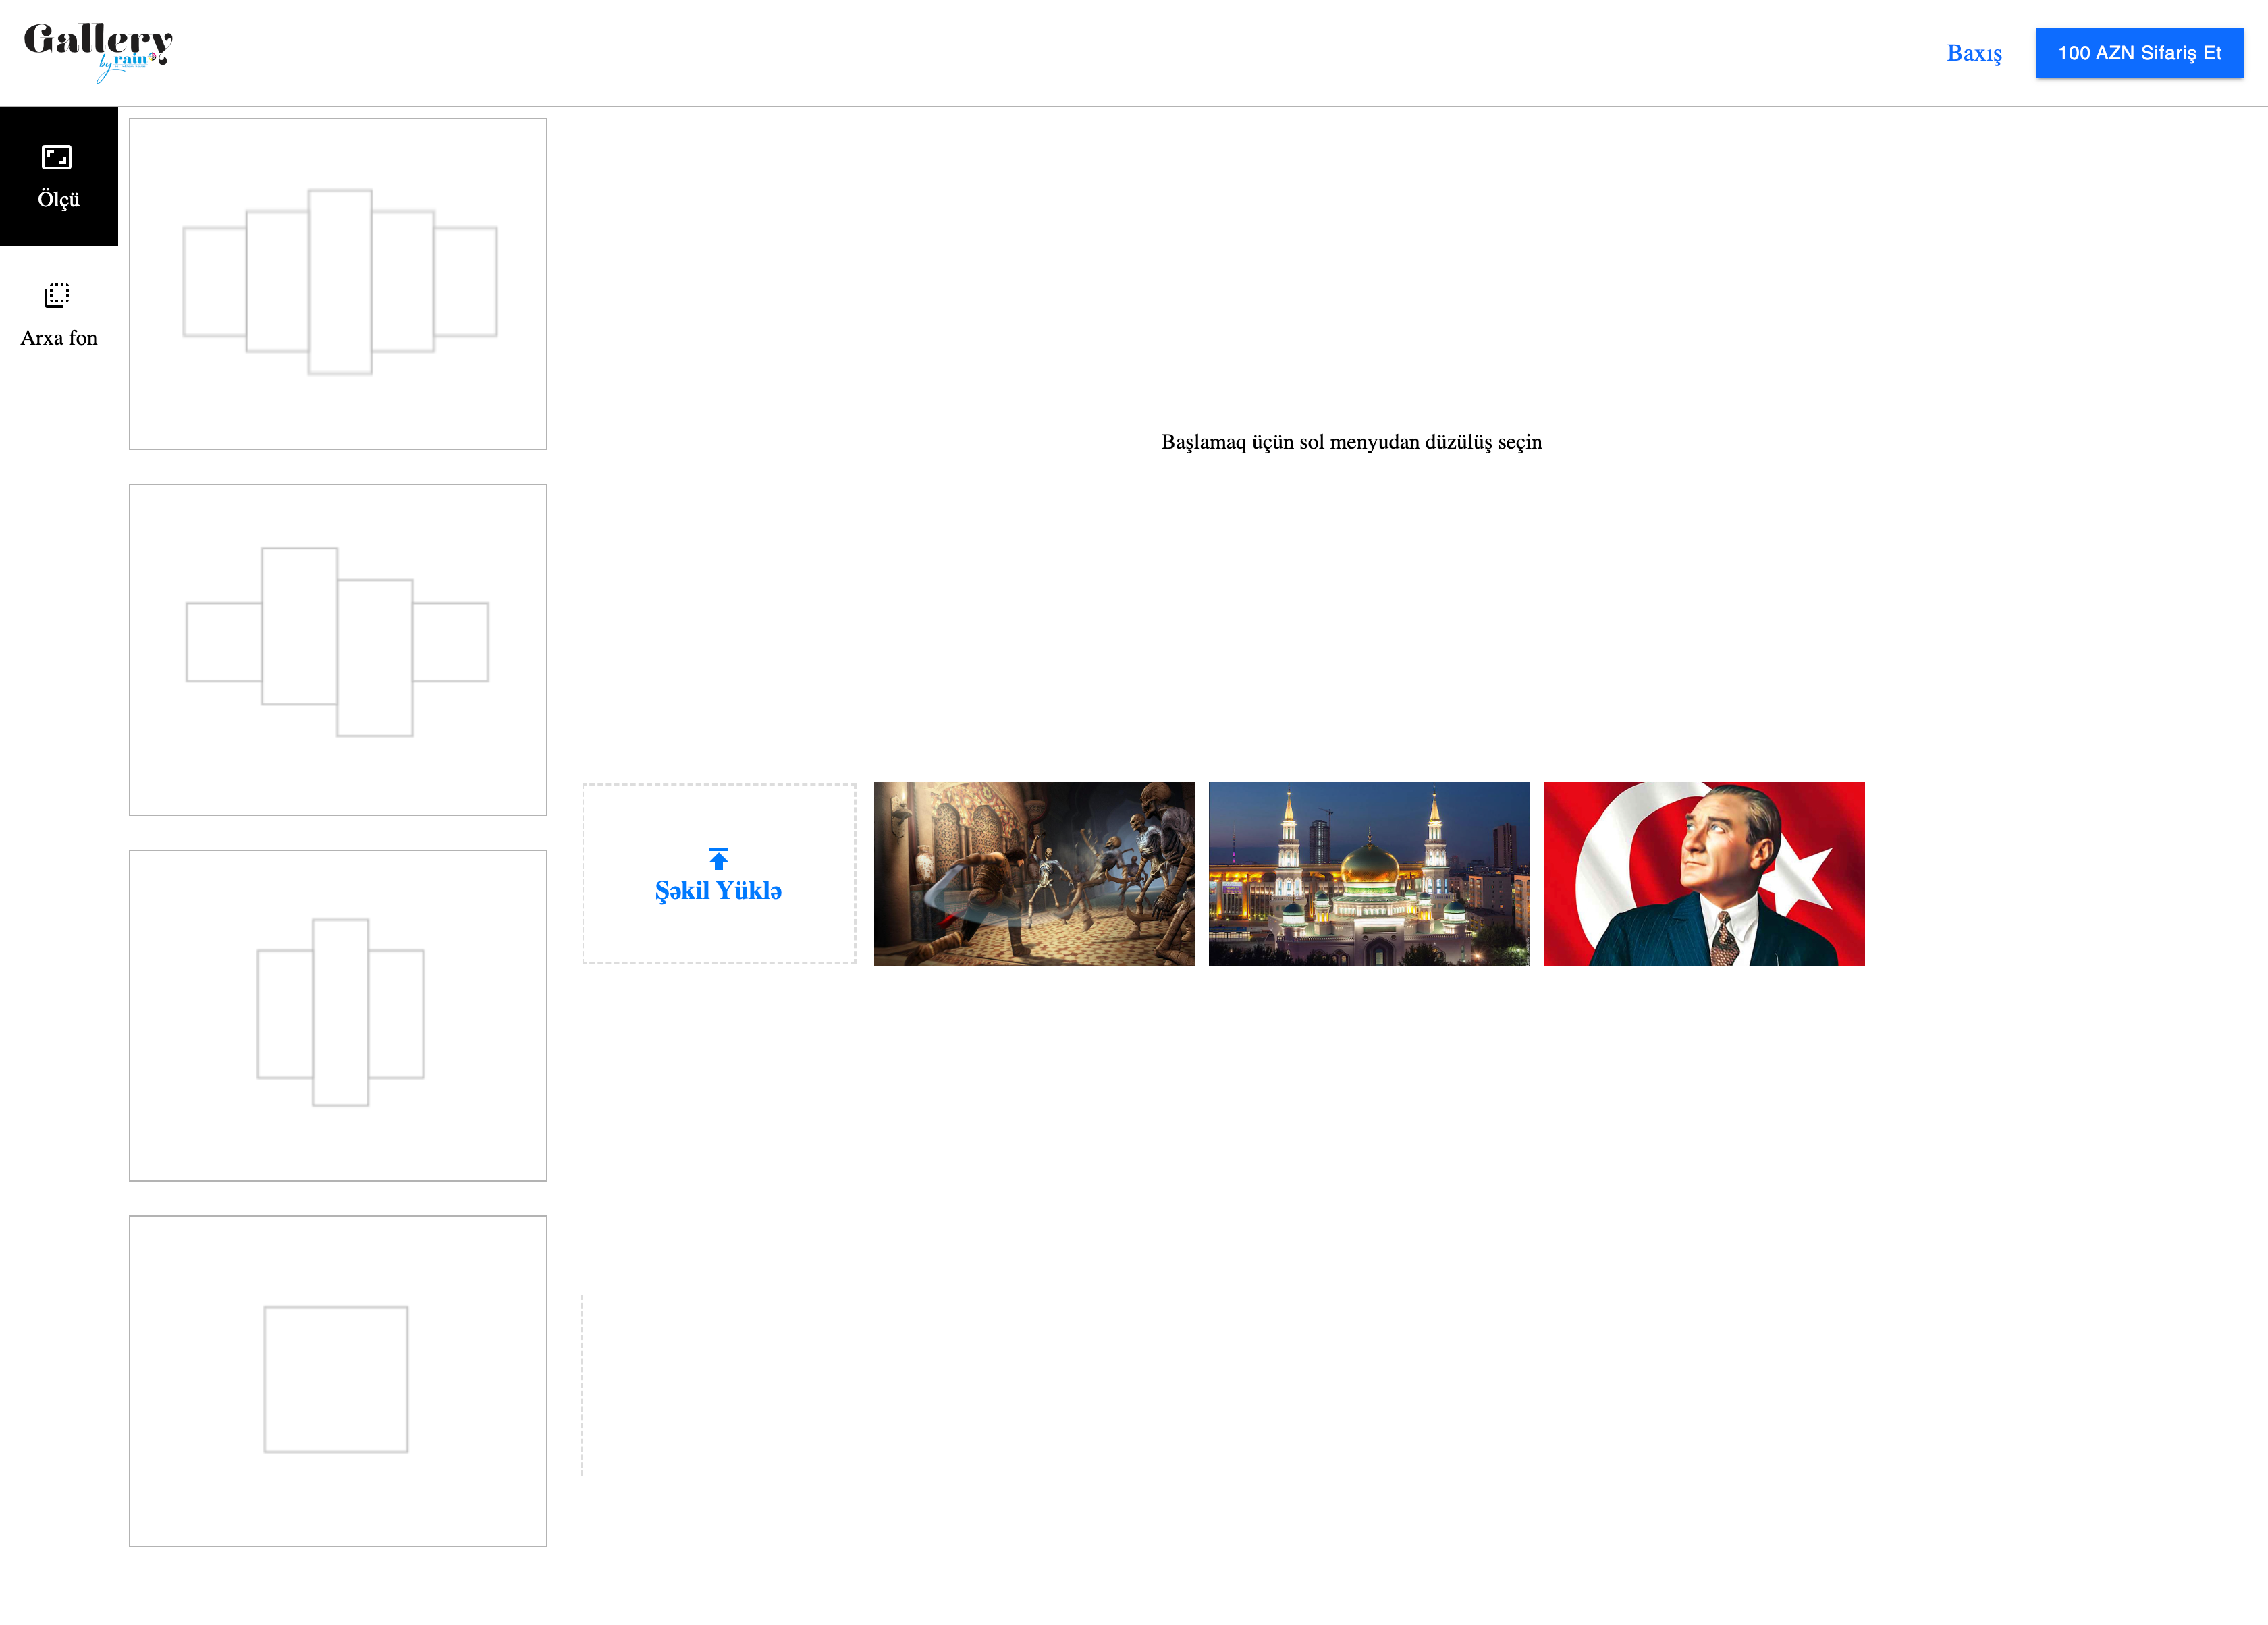 Gallery
by rain
Baxış
100 AZN Sifariş Et
Ölçü
Arxa fon
Başlamaq üçün sol menyudan düzülüş seçin
Şəkil Yüklə